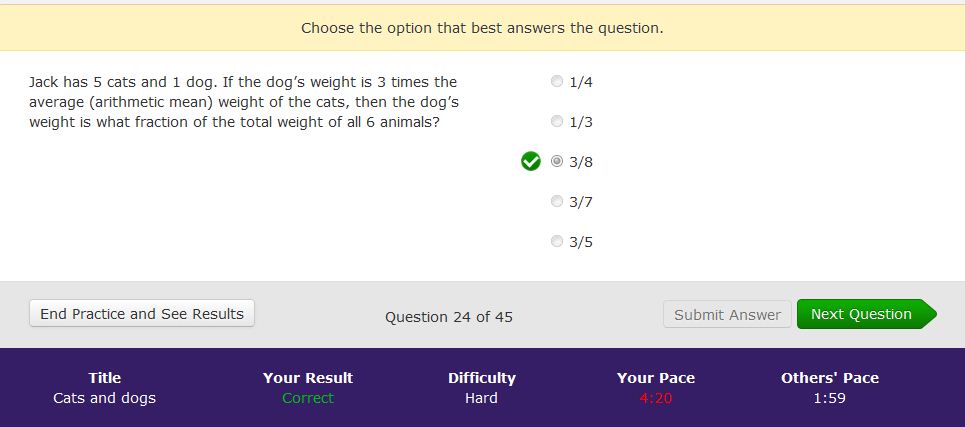 Choose the option that best answers the question.
Jack has 5 cats and 1 dog. If the dog's weight is 3 times the
average (arithmetic mean) weight of the cats, then the dog's
weight is what fraction of the total weight of all 6 animals?
1/4
1/3
3/8
3/7
3/5
End Practice and See Results
Question 24 of 45
Submit Answer
Next Question
Title
Your Result
Difficulty
Your Pace
Others' Pace
Cats and dogs
Correct
Hard
4:20
1:59